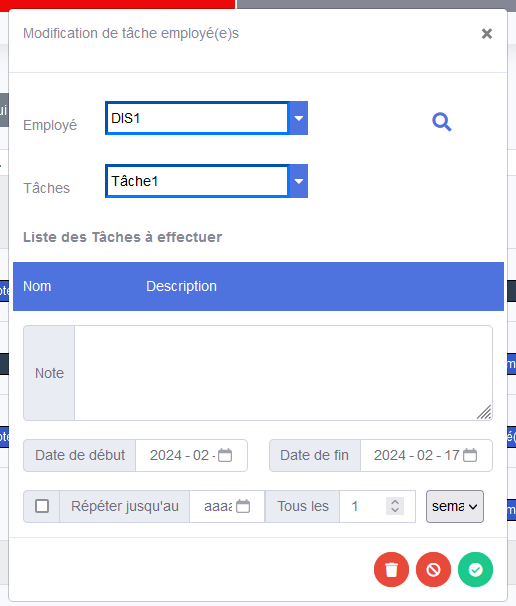 Modification de tâche employé(e)s
Employé DIS1
Tâches Tâche1
Liste des Tâches à effectuer
Nom Description
Note
Date de début 2024 - 02 - Date de fin 2024 - 02 - 17
Répéter jusqu'au aaaa Tous les 1 sema